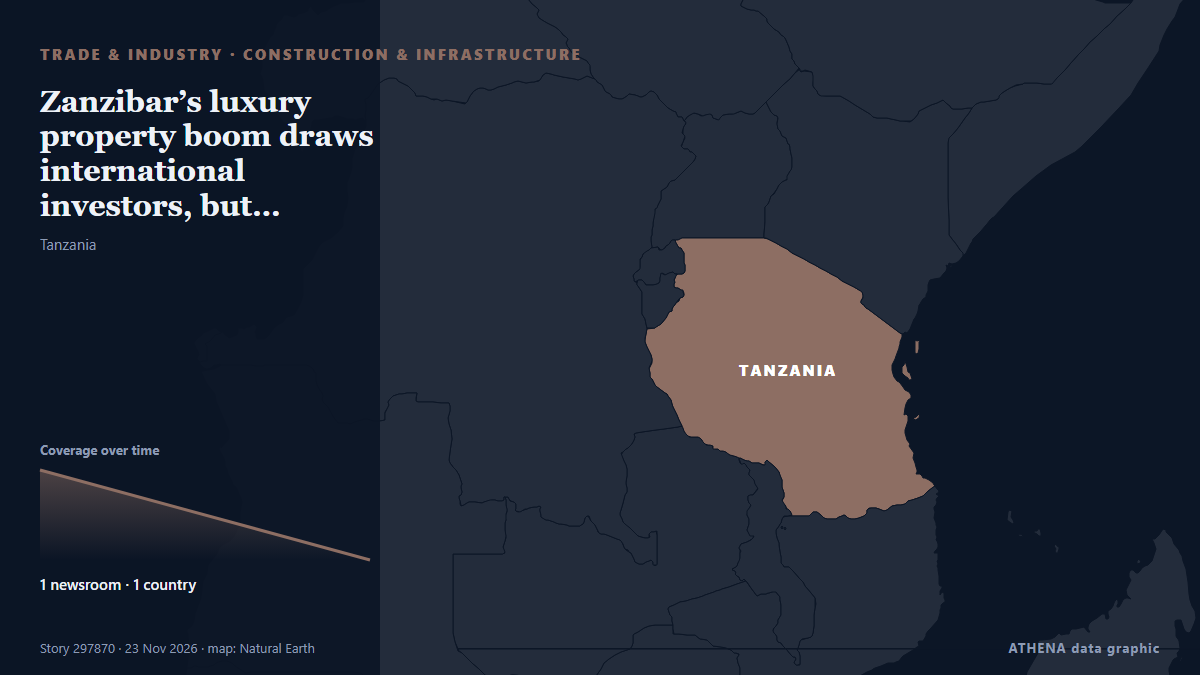 TRADE & INDUSTRY · CONSTRUCTION & INFRASTRUCTURE
Zanzibar’s luxury
property boom draws
international
investors, but…
Tanzania
TANZANIA
Coverage over time
1 newsroom · 1 country
Story 297870 · 23 Nov 2026 · map: Natural Earth
ATHENA data graphic